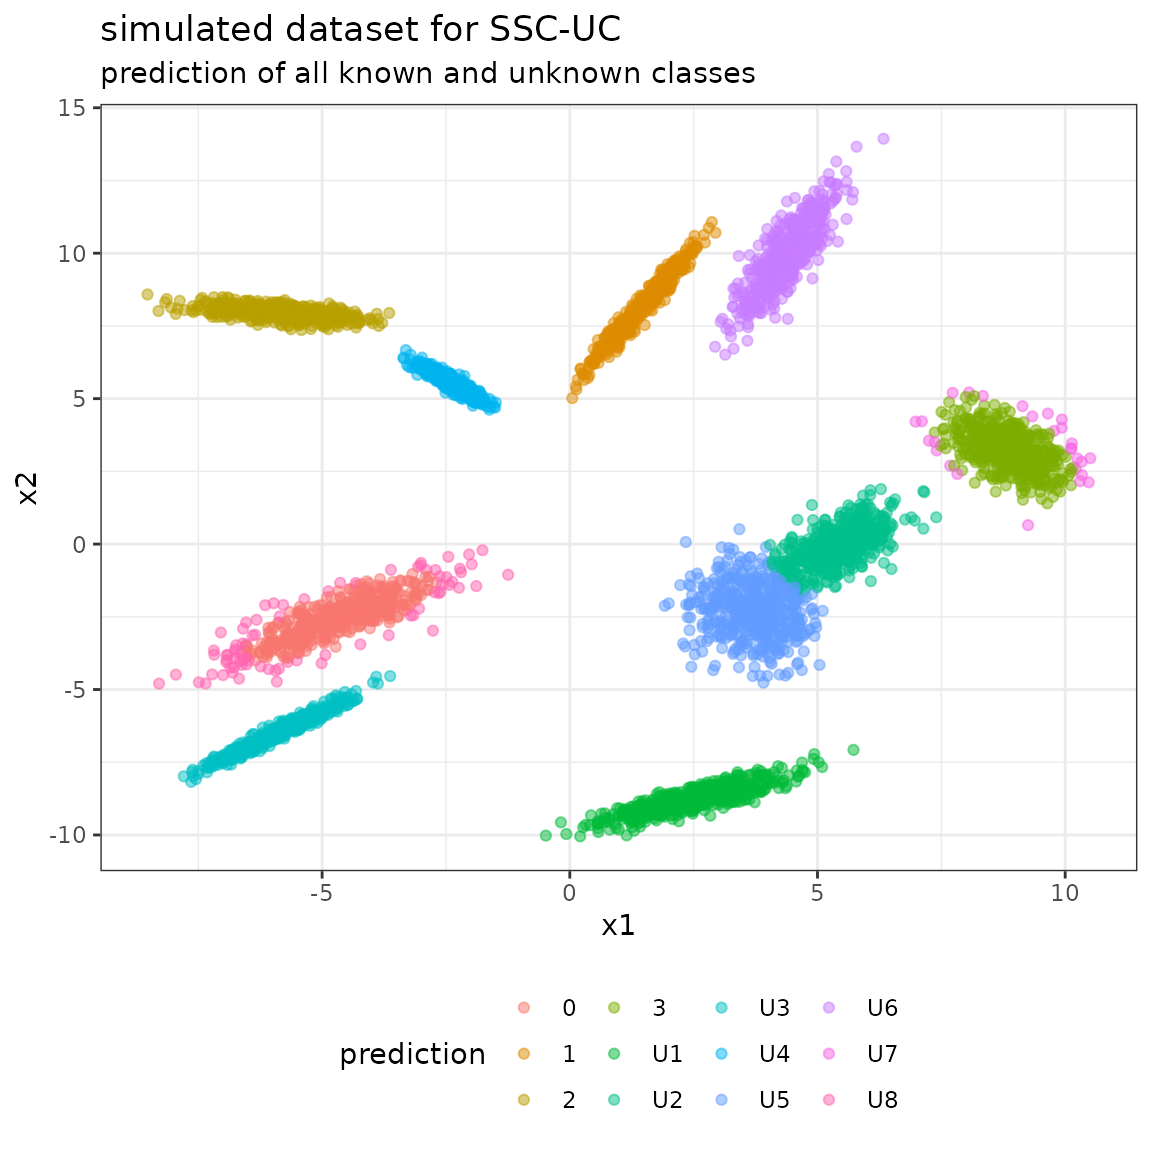 simulated dataset for SSC-UC
prediction of all known and unknown classes
15
10
5
0
-5
-10
x2
-5 0 5 10
x1
prediction
0 3 U3 U6
1 U1 U4 U7
2 U2 U5 U8